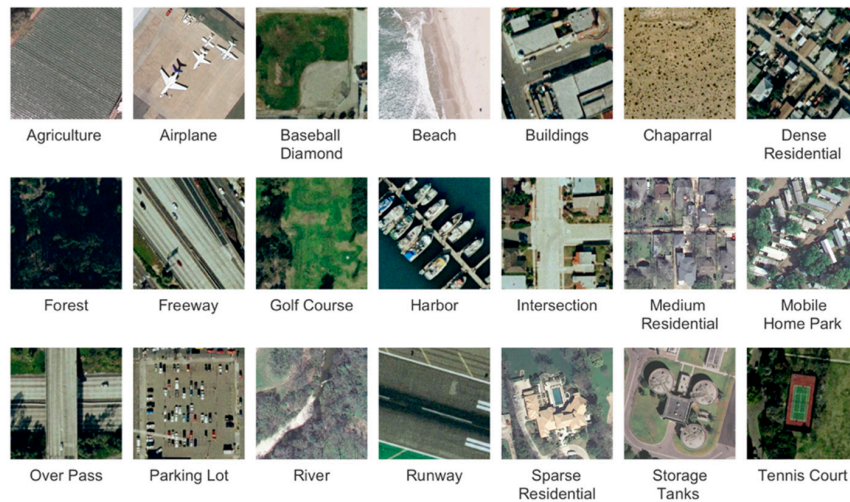 Agriculture
Airplane
Baseball
Diamond
Beach
Buildings
Chaparral
Dense
Residential
Forest
Freeway
Golf Course
Harbor
Intersection
Medium
Residential
Mobile
Home Park
Over Pass
Parking Lot
River
Runway
Sparse
Residential
Storage
Tanks
Tennis Court